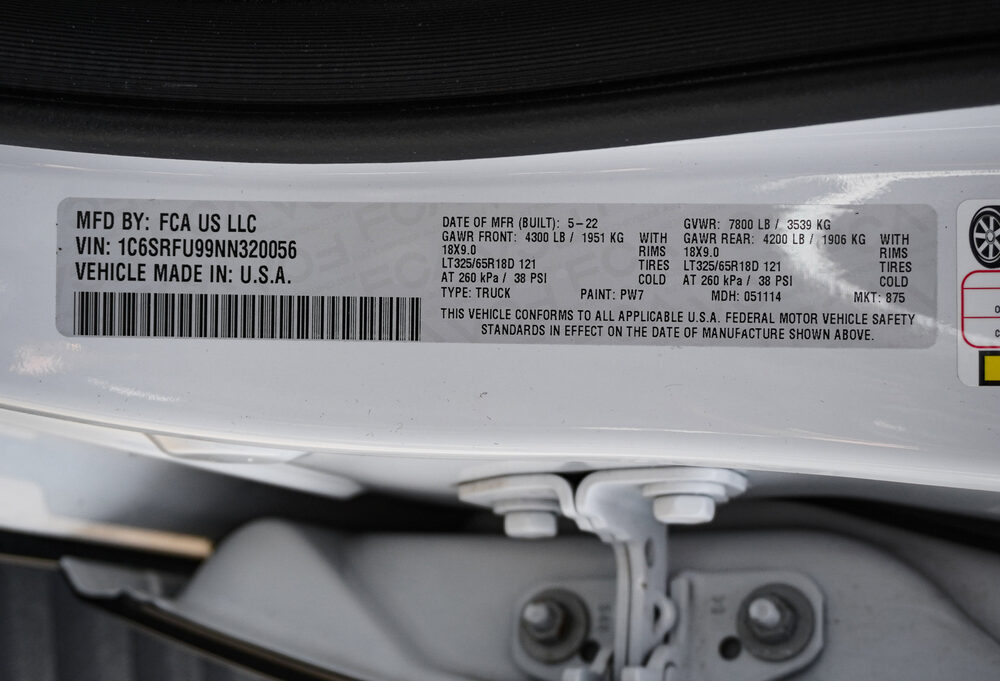 MFD BY: FCA US LLC
VIN: 1C6SRFU99NN320056
VEHICLE MADE IN: U.S.A.
DATE OF MFR (BUILT): 5-22 GVWR: 7800 LB / 3539 KG
GAWR FRONT: 4300 LB / 1951 KG WITH GAWR REAR: 4200 LB / 1906 KG WITH
18X9.0 RIMS 18X9.0 RIMS
LT325/65R18D 121 TIRES LT325/65R18D 121 TIRES
AT 260 kPa / 38 PSI COLD AT 260 kPa / 38 PSI COLD
TYPE: TRUCK PAINT: PW7 MDH: 051114 MKT: 875
THIS VEHICLE CONFORMS TO ALL APPLICABLE U.S.A. FEDERAL MOTOR VEHICLE SAFETY
STANDARDS IN EFFECT ON THE DATE OF MANUFACTURE SHOWN ABOVE.